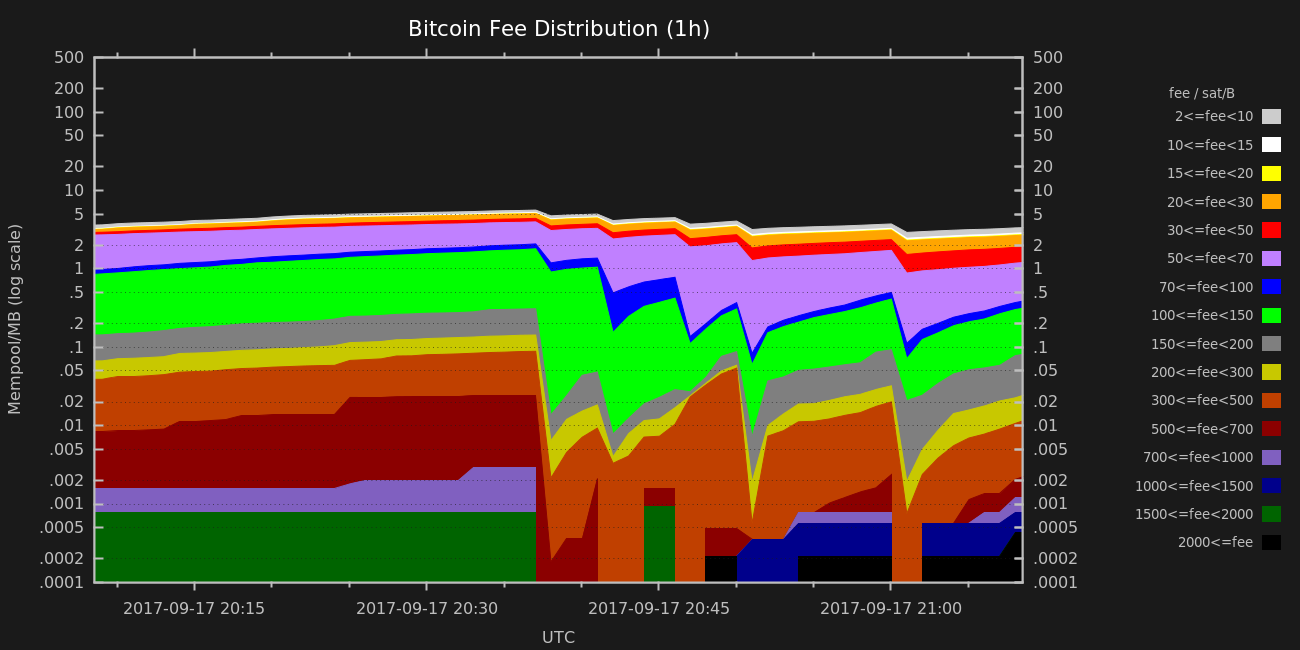 Bitcoin Fee Distribution (1h)
Mempool/MB (log scale)
500
200
100
50
20
10
5
2
1
.5
.2
.1
.05
.02
.01
.005
.002
.001
.0005
.0002
.0001
500
200
100
50
20
10
5
2
1
.5
.2
.1
.05
.02
.01
.005
.002
.001
.0005
.0002
.0001
2017-09-17 20:15
2017-09-17 20:30
2017-09-17 20:45
2017-09-17 21:00
UTC
fee / sat/B
2<=fee<10
10<=fee<15
15<=fee<20
20<=fee<30
30<=fee<50
50<=fee<70
70<=fee<100
100<=fee<150
150<=fee<200
200<=fee<300
300<=fee<500
500<=fee<700
700<=fee<1000
1000<=fee<1500
1500<=fee<2000
2000<=fee